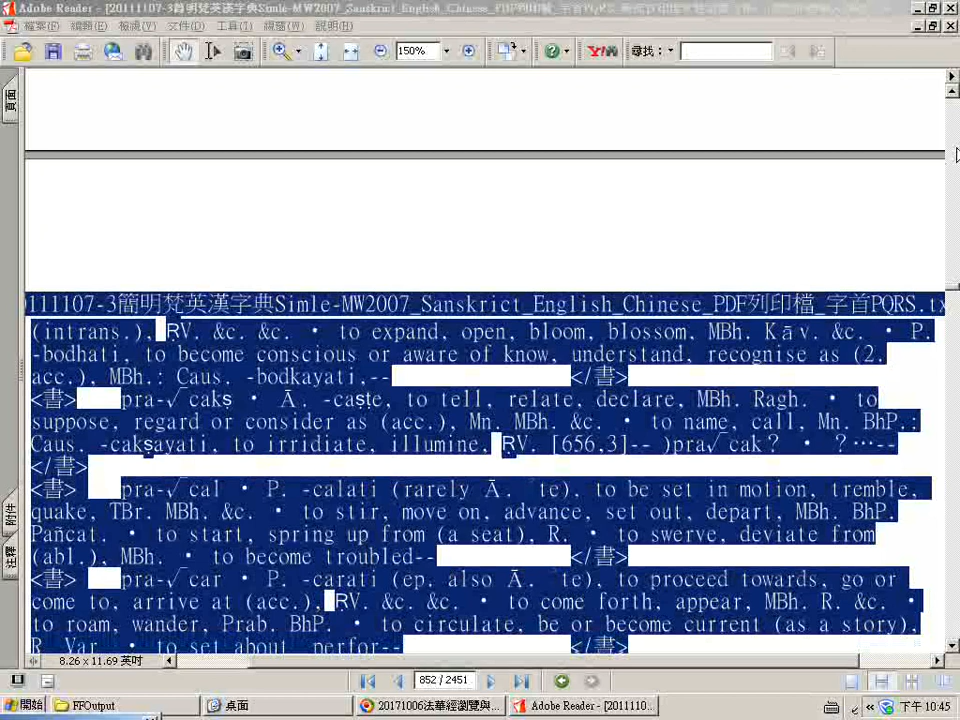 Adobe Reader - [20111107-3簡明梵英漢字典Simle-MW2007_Sanskrict_English_Chinese_PDF列印檔_字首PQRS
檔案(F) 編輯(E) 檢視(V) 文件(D) 工具(T) 視窗(W) 說明(H)
150% 尋找:
頁面
111107-3簡明梵英漢字典Simle-MW2007_Sanskrict_English_Chinese_PDF列印檔_字首PQRS.tx
(intrans.), ṚV. &c. &c. • to expand, open, bloom, blossom, MBh. Kāv. &c. • P.
-bodhati, to become conscious or aware of know, understand, recognise as (2.
acc.), MBh.: Caus. -bodkayati,-- </書>
<書> pra-√cakṣ • Ā. -caṣṭe, to tell, relate, declare, MBh. Ragh. • to
suppose, regard or consider as (acc.), Mn. MBh. &c. • to name, call, Mn. BhP.:
Caus. -cakṣayati, to irridiate, illumine, ṚV. [656,3]-- )pra√cak? • ?…--
</書>
<書> pra-√cal • P. -calati (rarely Ā. ˚te), to be set in motion, tremble,
quake, TBr. MBh. &c. • to stir, move on, advance, set out, depart, MBh. BhP.
Pañcat. • to start, spring up from (a seat), R. • to swerve, deviate from
(abl.), MBh. • to become troubled-- </書>
<書> pra-√car • P. -carati (ep. also Ā. ˚te), to proceed towards, go or
come to, arrive at (acc.), ṚV. &c. &c. • to come forth, appear, MBh. R. &c. •
to roam, wander, Prab. BhP. • to circulate, be or become current (as a story),
R. Var. • to set about, perfor-- </書>
附件
注釋
8.26 x 11.69 英吋
852 / 2451
開始 FFOutput 桌面 20171006法華經瀏覽與... Adobe Reader - [2011110... 下午 10:45